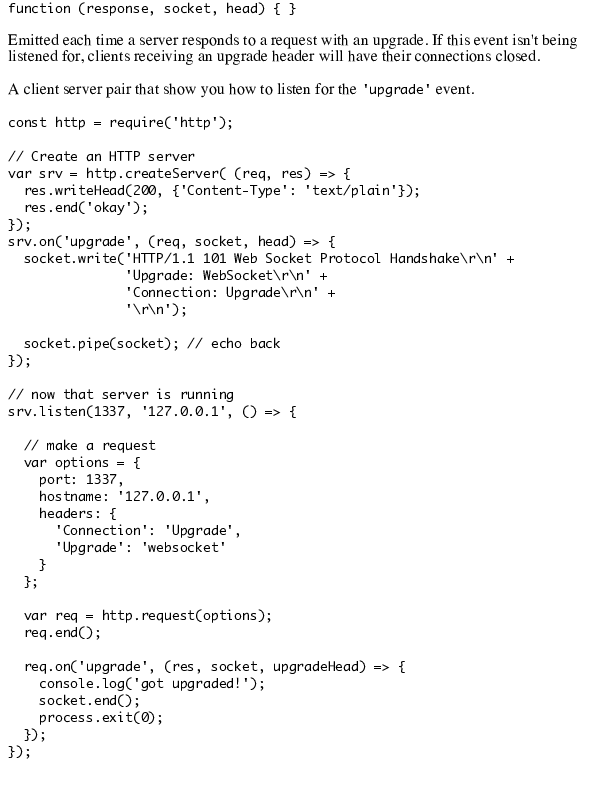 function (response, socket, head) { }
Emitted each time a server responds to a request with an upgrade. If this event isn't being
listened for, clients receiving an upgrade header will have their connections closed.
A client server pair that show you how to listen for the 'upgrade' event.
const http = require('http');
// Create an HTTP server
var srv = http.createServer( (req, res) => {
  res.writeHead(200, {'Content-Type': 'text/plain'});
  res.end('okay');
});
srv.on('upgrade', (req, socket, head) => {
  socket.write('HTTP/1.1 101 Web Socket Protocol Handshake\r\n' +
               'Upgrade: WebSocket\r\n' +
               'Connection: Upgrade\r\n' +
               '\r\n');
  socket.pipe(socket); // echo back
});
// now that server is running
srv.listen(1337, '127.0.0.1', () => {
  // make a request
  var options = {
    port: 1337,
    hostname: '127.0.0.1',
    headers: {
      'Connection': 'Upgrade',
      'Upgrade': 'websocket'
    }
  };
  var req = http.request(options);
  req.end();
  req.on('upgrade', (res, socket, upgradeHead) => {
    console.log('got upgraded!');
    socket.end();
    process.exit(0);
  });
});